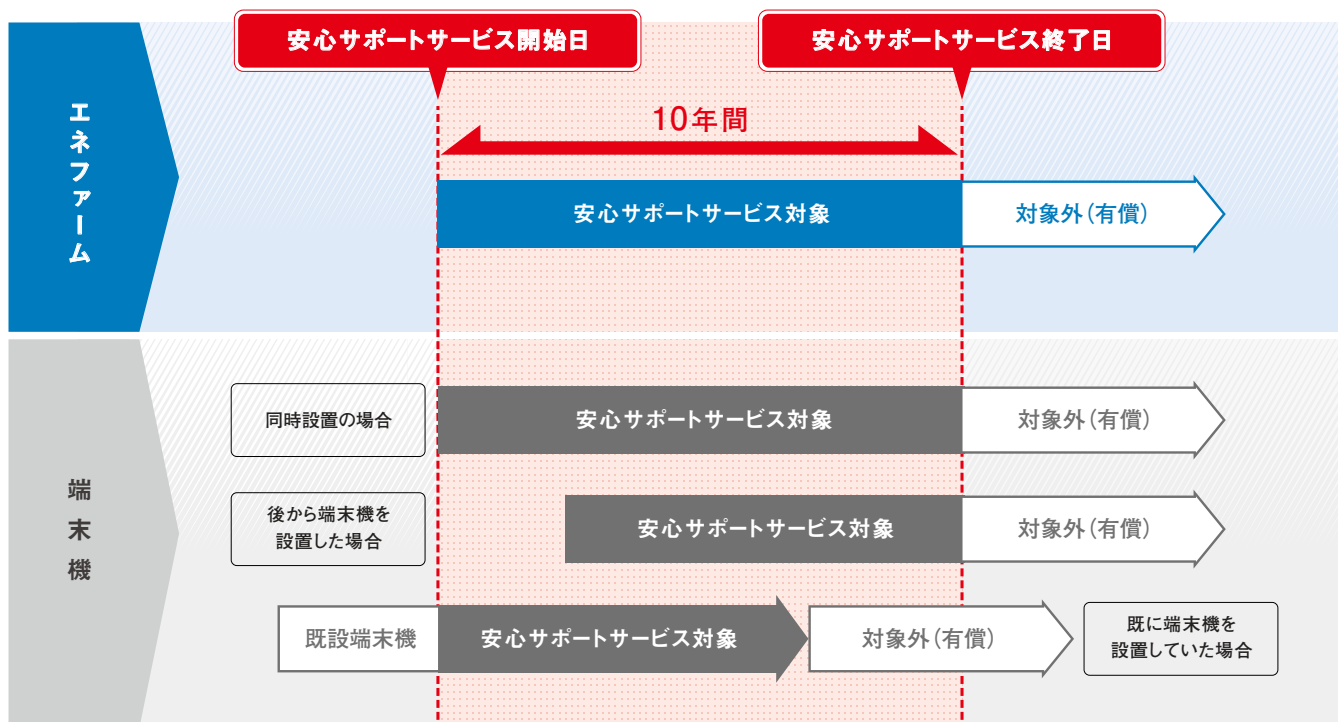 安心サポートサービス開始日
安心サポートサービス終了日
エネファーム
10年間
安心サポートサービス対象
対象外(有償)
端末機
同時設置の場合
安心サポートサービス対象
対象外(有償)
後から端末機を
設置した場合
安心サポートサービス対象
対象外(有償)
既設端末機
安心サポートサービス対象
対象外(有償)
既に端末機を
設置していた場合